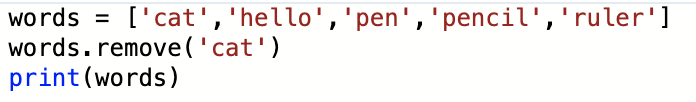 words = ['cat','hello','pen','pencil','ruler']
words.remove('cat')
print(words)